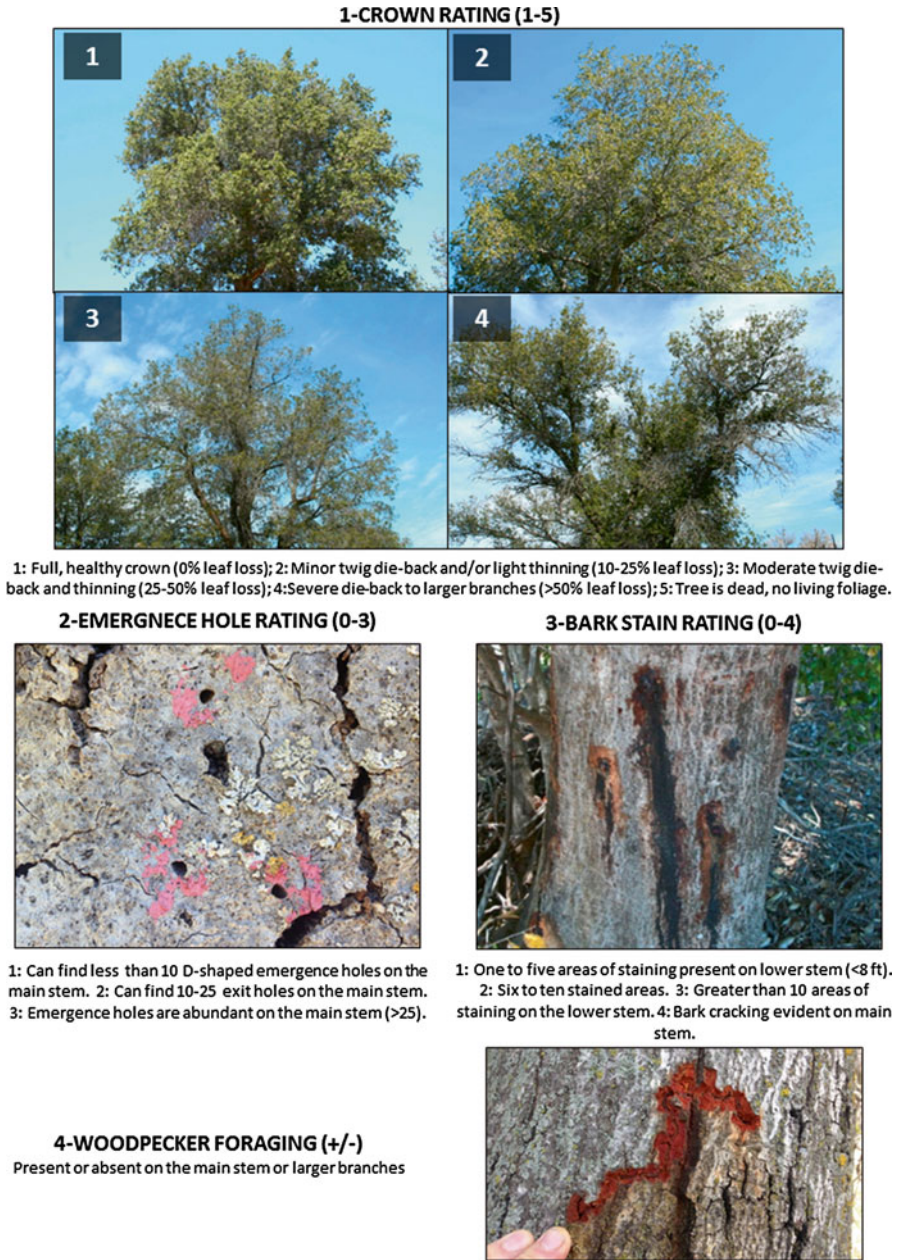 1-CROWN RATING (1-5)
1
2
3
4
1: Full, healthy crown (0% leaf loss); 2: Minor twig die-back and/or light thinning (10-25% leaf loss); 3: Moderate twig die-
back and thinning (25-50% leaf loss); 4:Severe die-back to larger branches (>50% leaf loss); 5: Tree is dead, no living foliage.
2-EMERGNECE HOLE RATING (0-3)
1: Can find less than 10 D-shaped emergence holes on the
main stem. 2: Can find 10-25 exit holes on the main stem.
3: Emergence holes are abundant on the main stem (>25).
3-BARK STAIN RATING (0-4)
1: One to five areas of staining present on lower stem (<8 ft).
2: Six to ten stained areas. 3: Greater than 10 areas of
staining on the lower stem. 4: Bark cracking evident on main
stem.
4-WOODPECKER FORAGING (+/-)
Present or absent on the main stem or larger branches